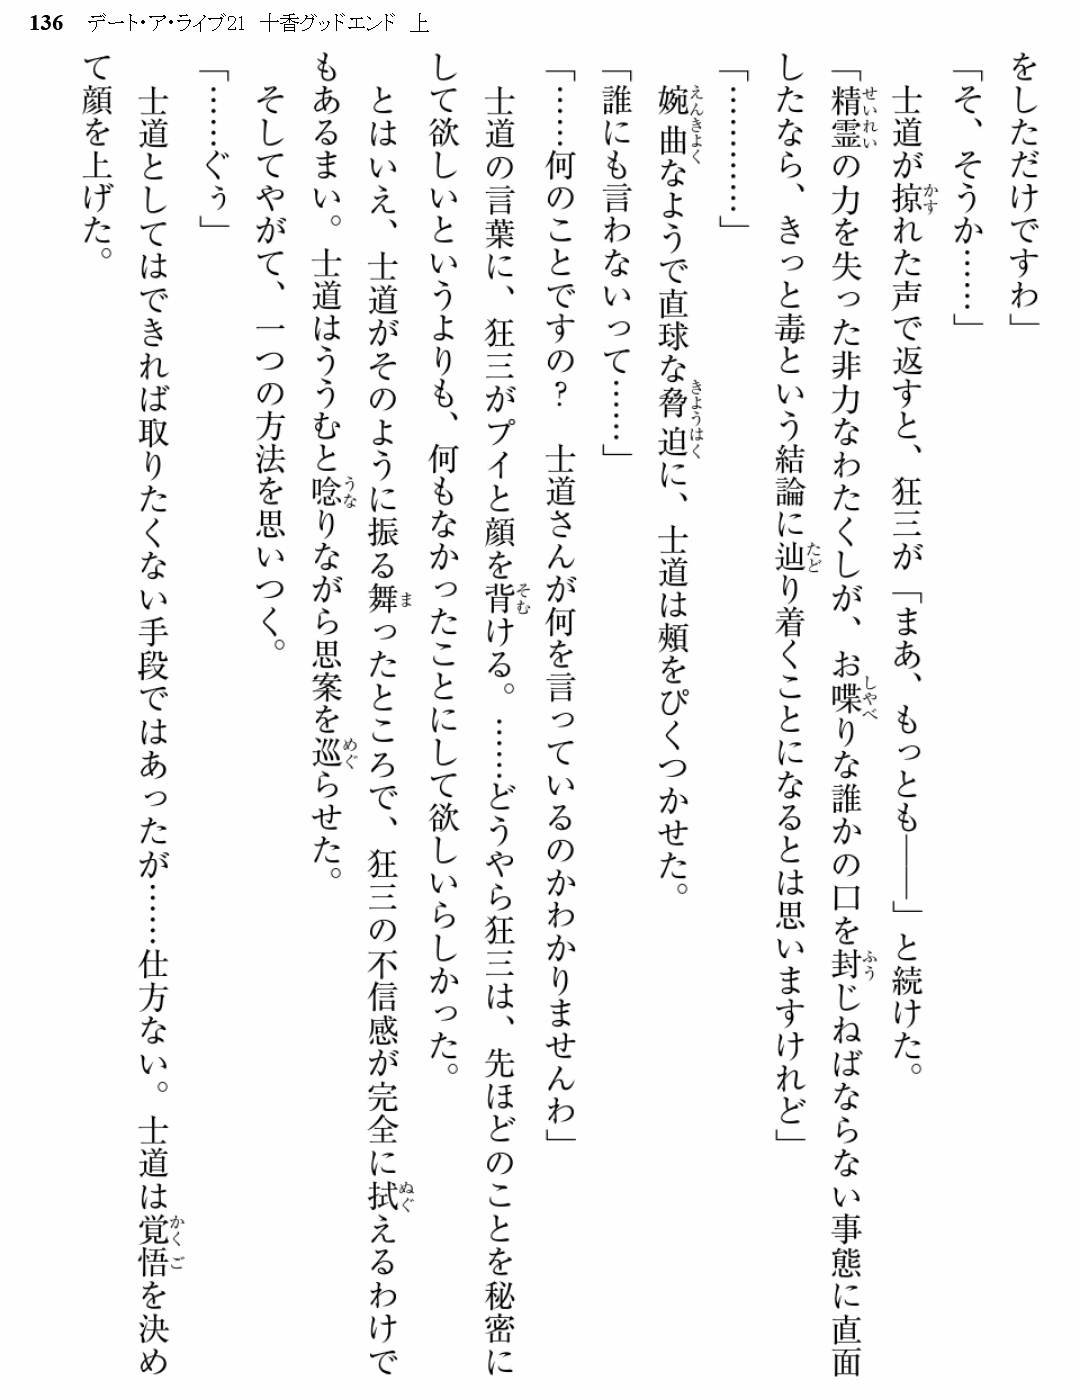 136 デート・ア・ライブ21 十香グッドエンド 上
をしただけですわ」
「そ、そうか……」
士道が掠れた声で返すと、狂三が「まあ、もっとも――」と続けた。
「精霊の力を失った非力なわたくしが、お喋りな誰かの口を封じねばならない事態に直面
したなら、きっと毒という結論に辿り着くことになるとは思いますけれど」
「…………」
婉曲なようで直球な脅迫に、士道は頰をぴくつかせた。
「誰にも言わないって……」
「……何のことですの? 士道さんが何を言っているのかわかりませんわ」
士道の言葉に、狂三がプイと顔を背ける。……どうやら狂三は、先ほどのことを秘密に
して欲しいというよりも、何もなかったことにして欲しいらしかった。
とはいえ、士道がそのように振る舞ったところで、狂三の不信感が完全に拭えるわけで
もあるまい。士道はううむと唸りながら思案を巡らせた。
そしてやがて、一つの方法を思いつく。
「……ぐぅ」
士道としてはできれば取りたくない手段ではあったが……仕方ない。士道は覚悟を決め
て顔を上げた。